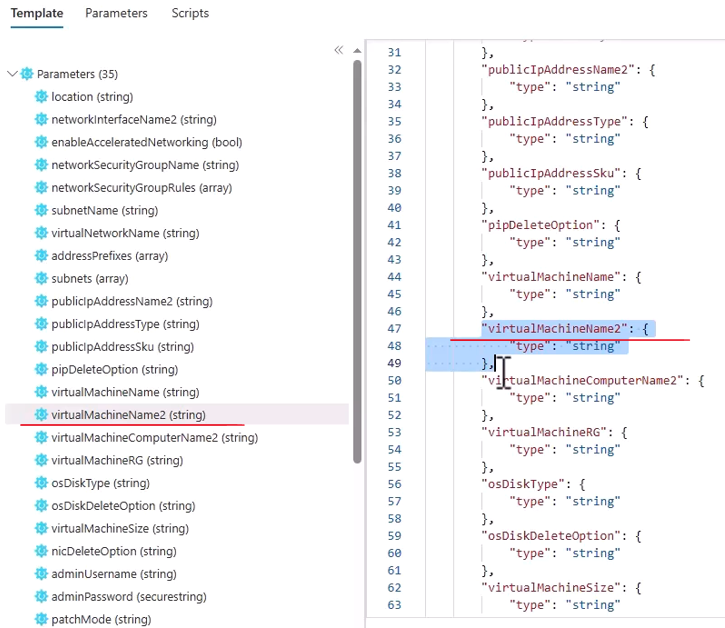 Template Parameters Scripts
Parameters (35)
location (string)
networkInterfaceName2 (string)
enableAcceleratedNetworking (bool)
networkSecurityGroupName (string)
networkSecurityGroupRules (array)
subnetName (string)
virtualNetworkName (string)
addressPrefixes (array)
subnets (array)
publicIpAddressName2 (string)
publicIpAddressType (string)
publicIpAddressSku (string)
pipDeleteOption (string)
virtualMachineName (string)
virtualMachineName2 (string)
virtualMachineComputerName2 (string)
virtualMachineRG (string)
osDiskType (string)
osDiskDeleteOption (string)
virtualMachineSize (string)
nicDeleteOption (string)
adminUsername (string)
adminPassword (securestring)
patchMode (string)
31 },
32 "publicIpAddressName2": {
33 "type": "string"
34 },
35 "publicIpAddressType": {
36 "type": "string"
37 },
38 "publicIpAddressSku": {
39 "type": "string"
40 },
41 "pipDeleteOption": {
42 "type": "string"
43 },
44 "virtualMachineName": {
45 "type": "string"
46 },
47 "virtualMachineName2": {
48 "type": "string"
49 },
50 "virtualMachineComputerName2": {
51 "type": "string"
52 },
53 "virtualMachineRG": {
54 "type": "string"
55 },
56 "osDiskType": {
57 "type": "string"
58 },
59 "osDiskDeleteOption": {
60 "type": "string"
61 },
62 "virtualMachineSize": {
63 "type": "string"